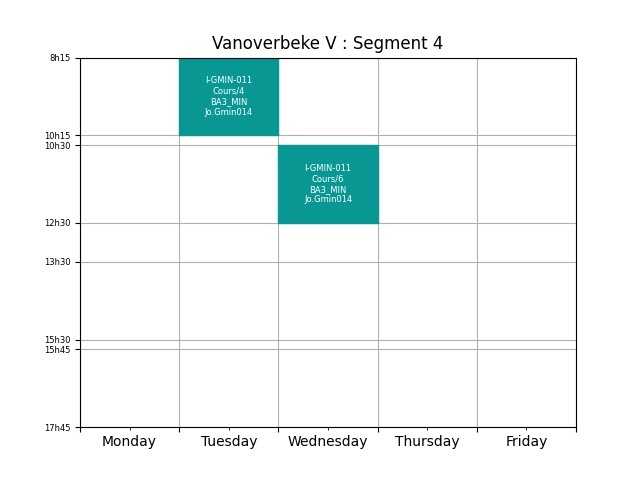 Vanoverbeke V : Segment 4
8h15
I-GMIN-011
Cours/4
BA3_MIN
Jo.Gmin014
10h15
10h30
I-GMIN-011
Cours/6
BA3_MIN
Jo.Gmin014
12h30
13h30
15h30
15h45
17h45
Monday Tuesday Wednesday Thursday Friday